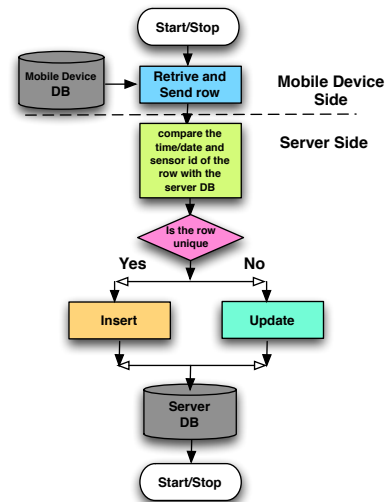 Start/Stop
Mobile Device
DB
Retrive and
Send row
Mobile Device
Side
Server Side
compare the
time/date and
sensor id of the
row with the
server DB
Is the row
unique
Yes
No
Insert
Update
Server
DB
Start/Stop